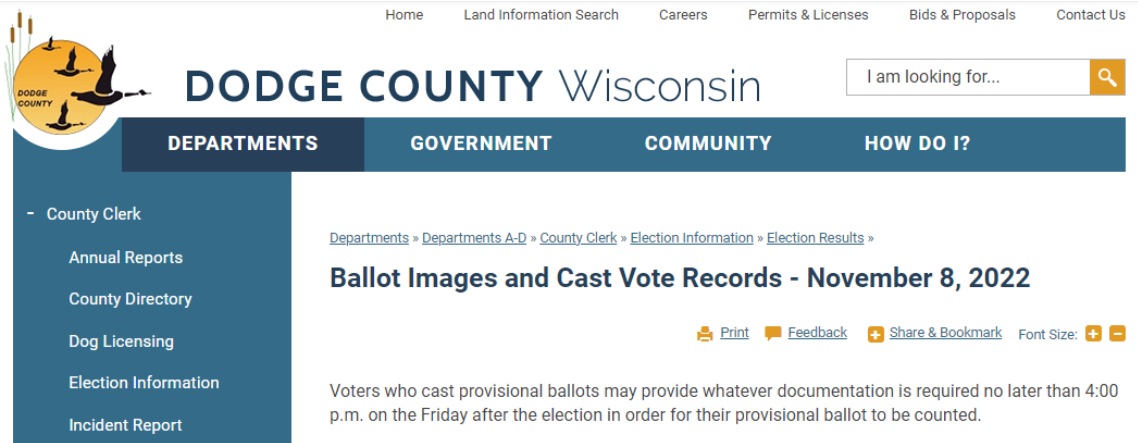 Home Land Information Search Careers Permits & Licenses Bids & Proposals Contact Us
DODGE
COUNTY
DODGE COUNTY Wisconsin
I am looking for...
DEPARTMENTS GOVERNMENT COMMUNITY HOW DO I?
- County Clerk
Annual Reports
County Directory
Dog Licensing
Election Information
Incident Report
Departments » Departments A-D » County Clerk » Election Information » Election Results »
Ballot Images and Cast Vote Records - November 8, 2022
Print Feedback Share & Bookmark Font Size: + -
Voters who cast provisional ballots may provide whatever documentation is required no later than 4:00
p.m. on the Friday after the election in order for their provisional ballot to be counted.